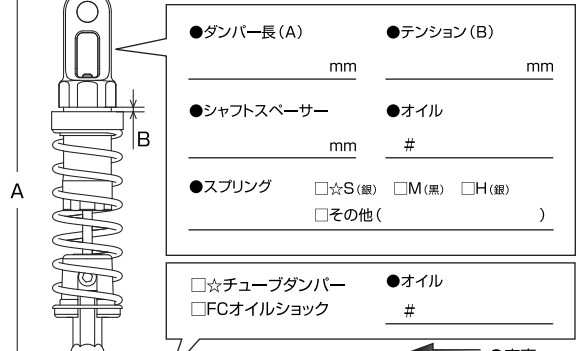 ●ダンパー長(A)
●テンション(B)
mm
mm
●シャフトスペーサー
●オイル
mm
#
●スプリング □☆S(銀) □M(黒) □H(銀)
□その他( )
□☆チューブダンパー
□FCオイルショック
●オイル
#
A
B